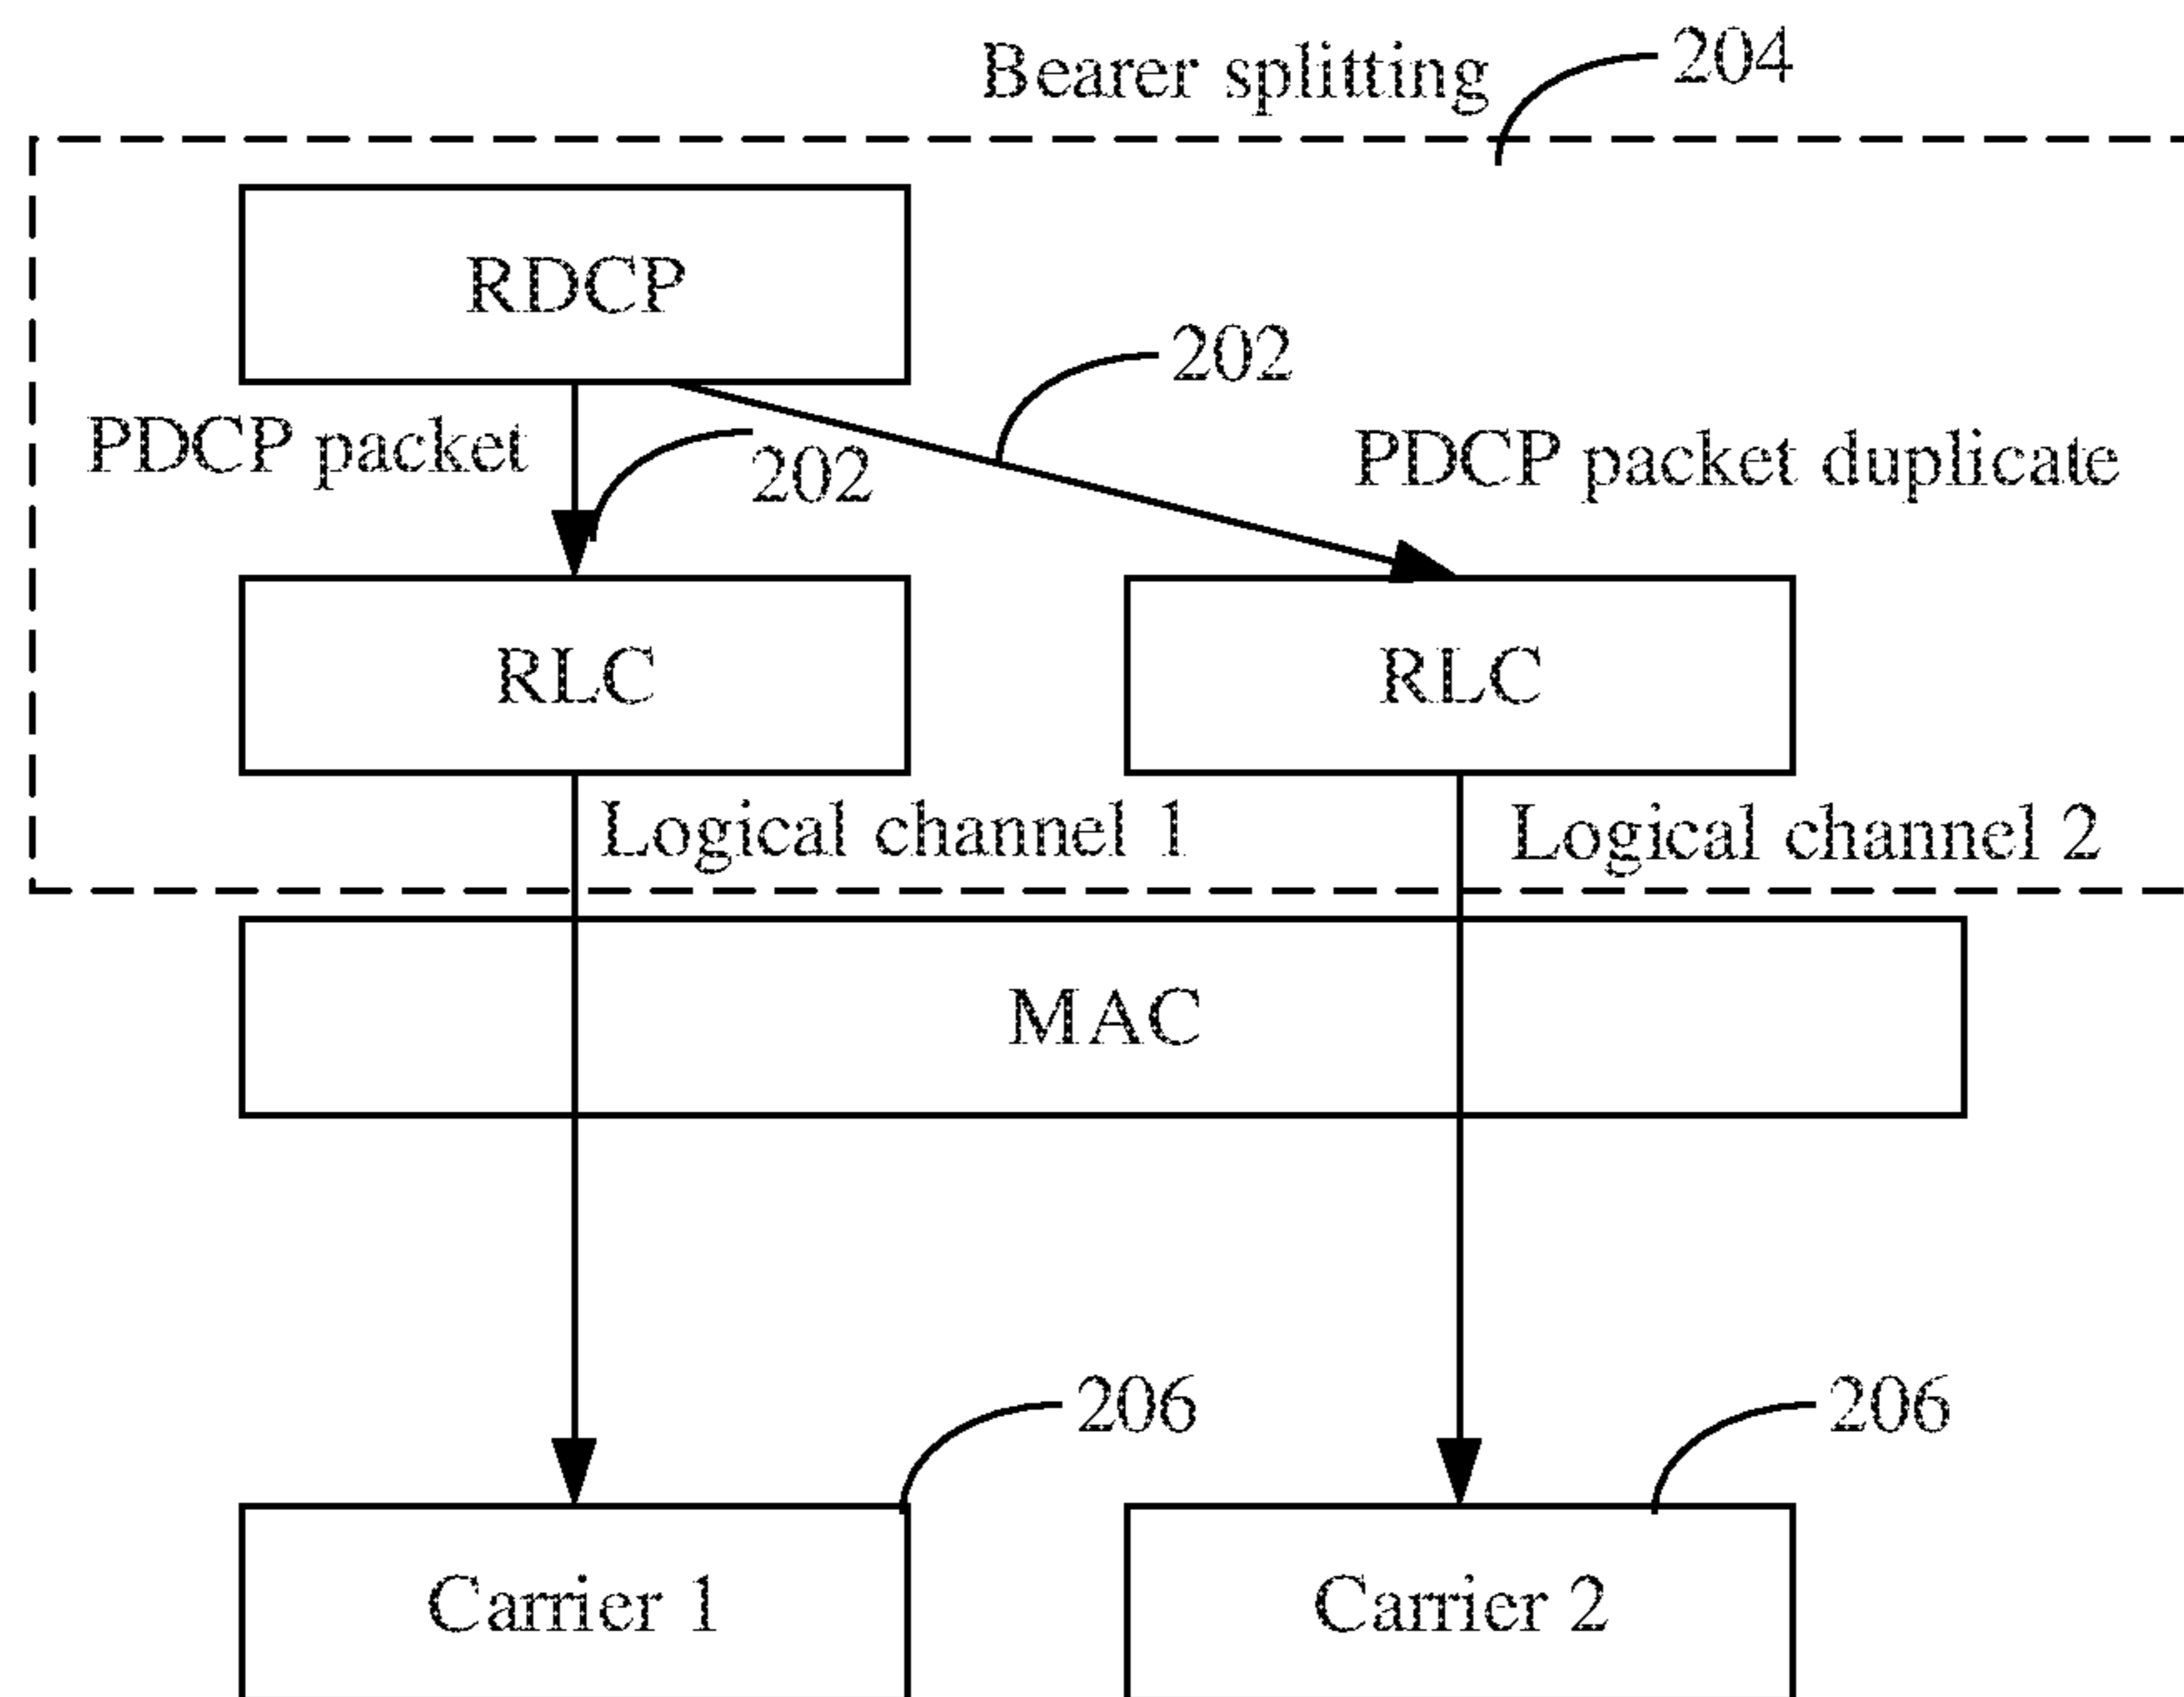 Bearer splitting
204
RDCP
202
PDCP packet
202
PDCP packet duplicate
RLC
RLC
Logical channel 1
Logical channel 2
MAC
206
206
Carrier 1
Carrier 2